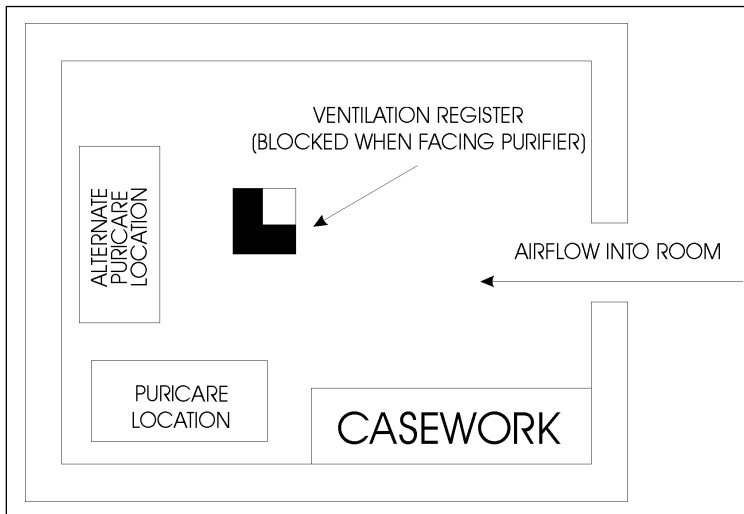 VENTILATION REGISTER
(BLOCKED WHEN FACING PURIFIER)
ALTERNATE
PURICARE
LOCATION
AIRFLOW INTO ROOM
PURICARE
LOCATION
CASEWORK